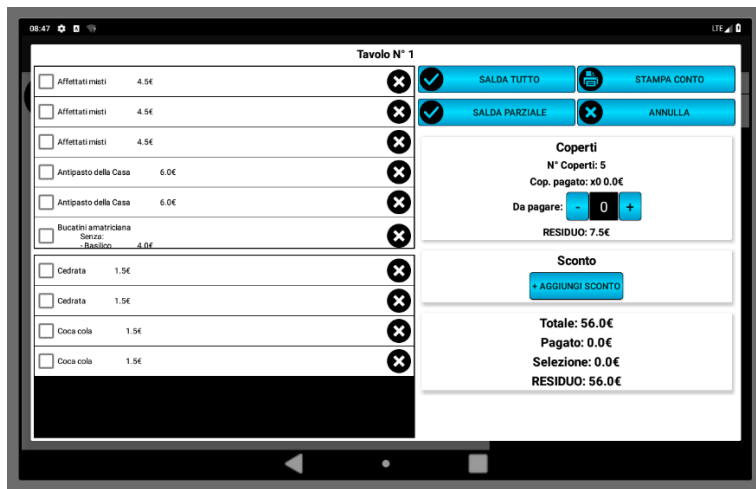 08:47
LTE
Tavolo N° 1
Affettati misti 4.5€
Affettati misti 4.5€
Affettati misti 4.5€
Antipasto della Casa 6.0€
Antipasto della Casa 6.0€
Bucatini amatriciana
Senza:
- Basilico 4.0€
Cedrata 1.5€
Cedrata 1.5€
Coca cola 1.5€
Coca cola 1.5€
SALDA TUTTO
STAMPA CONTO
SALDA PARZIALE
ANNULLA
Coperti
N° Coperti: 5
Cop. pagato: x0 0.0€
Da pagare: - 0 +
RESIDUO: 7.5€
Sconto
+ AGGIUNGI SCONTO
Totale: 56.0€
Pagato: 0.0€
Selezione: 0.0€
RESIDUO: 56.0€